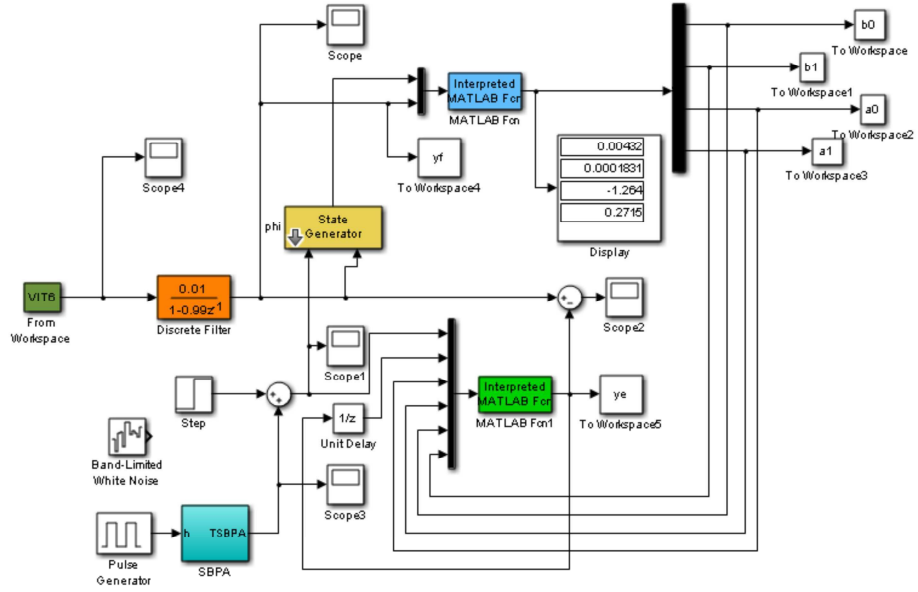 Scope
b0
To Workspace
b1
To Workspace1
a0
To Workspace2
a1
To Workspace3
Interpreted
MATLAB Fcn
MATLAB Fcn
yf
To Workspace4
Scope4
0.00432
0.0001831
-1.264
0.2715
Display
phi
State
Generator
VIT6
From
Workspace
0.01
1-0.99z1
Discrete Filter
+-
Scope2
Scope1
Step
++
1/z
Unit Delay
Interpreted
MATLAB Fcn
MATLAB Fcn1
ye
To Workspace5
Band-Limited
White Noise
Scope3
Pulse
Generator
h
TSBPA
SBPA